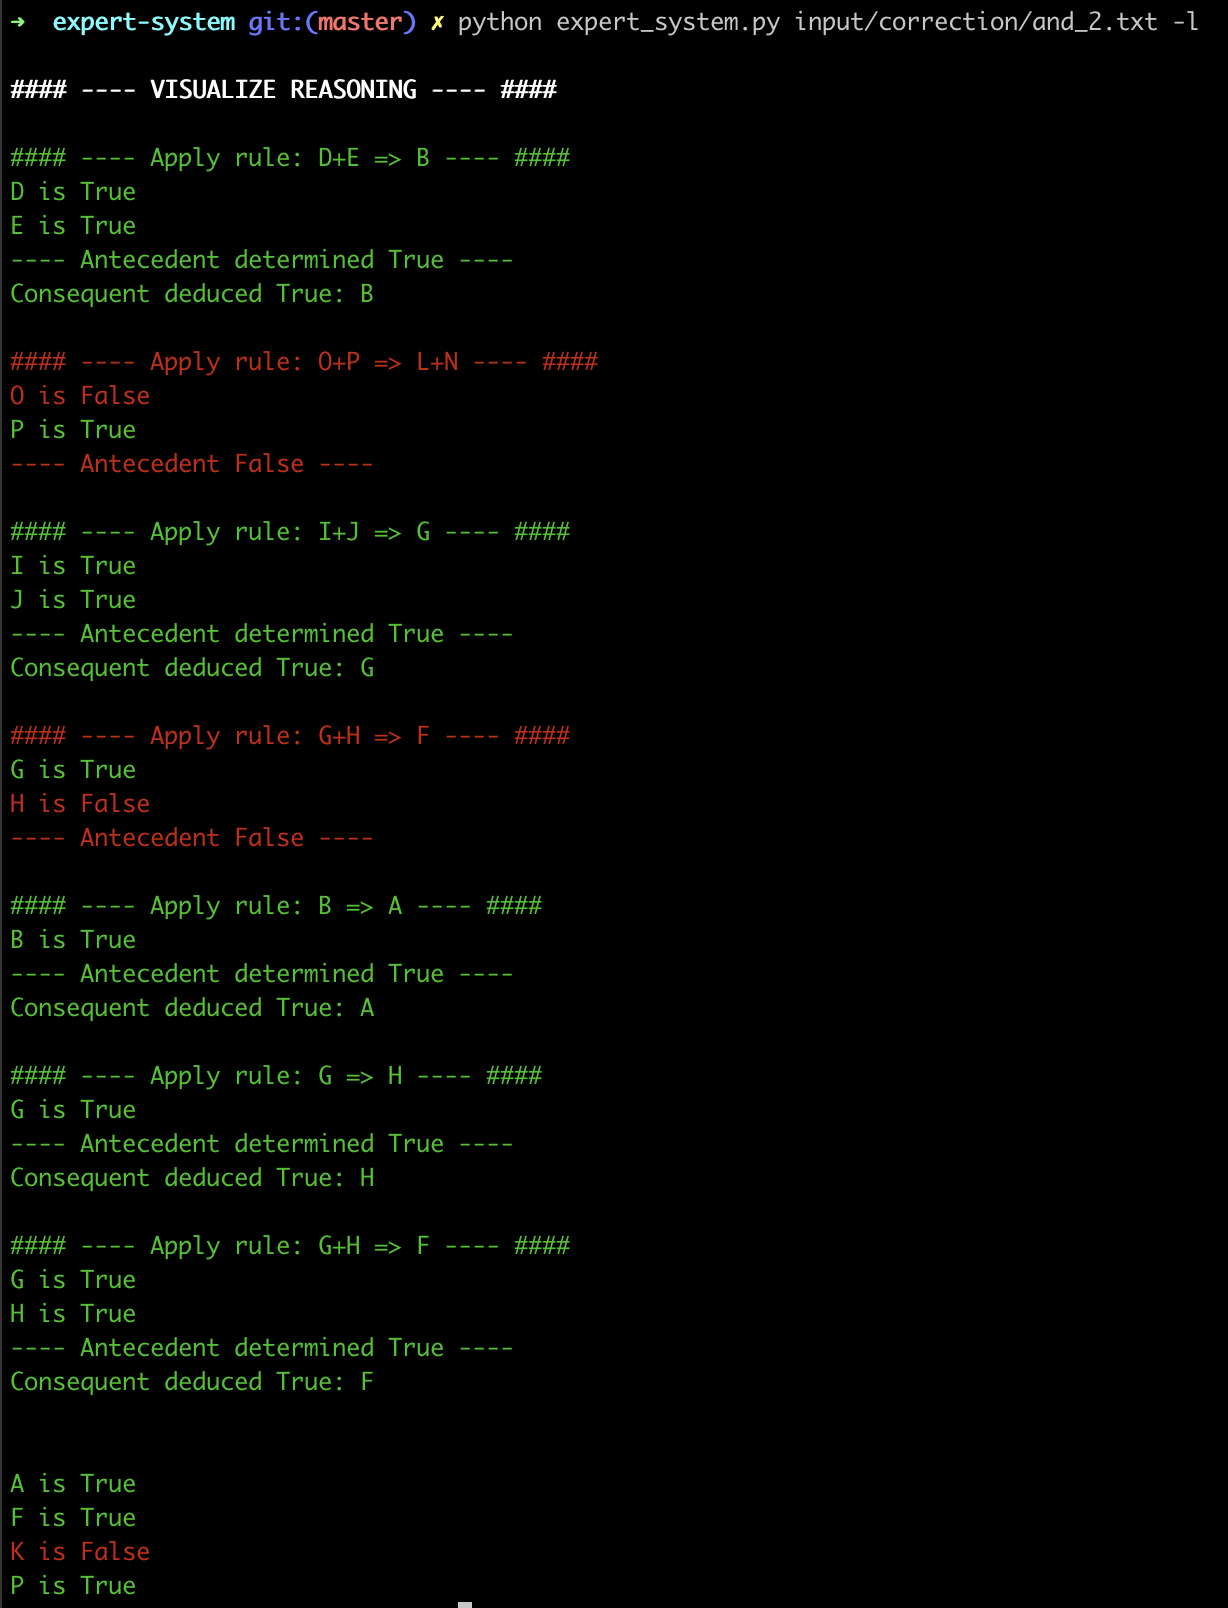 ➜  expert-system git:(master) ✗ python expert_system.py input/correction/and_2.txt -l
#### ---- VISUALIZE REASONING ---- ####
#### ---- Apply rule: D+E => B ---- ####
D is True
E is True
---- Antecedent determined True ----
Consequent deduced True: B
#### ---- Apply rule: O+P => L+N ---- ####
O is False
P is True
---- Antecedent False ----
#### ---- Apply rule: I+J => G ---- ####
I is True
J is True
---- Antecedent determined True ----
Consequent deduced True: G
#### ---- Apply rule: G+H => F ---- ####
G is True
H is False
---- Antecedent False ----
#### ---- Apply rule: B => A ---- ####
B is True
---- Antecedent determined True ----
Consequent deduced True: A
#### ---- Apply rule: G => H ---- ####
G is True
---- Antecedent determined True ----
Consequent deduced True: H
#### ---- Apply rule: G+H => F ---- ####
G is True
H is True
---- Antecedent determined True ----
Consequent deduced True: F
A is True
F is True
K is False
P is True